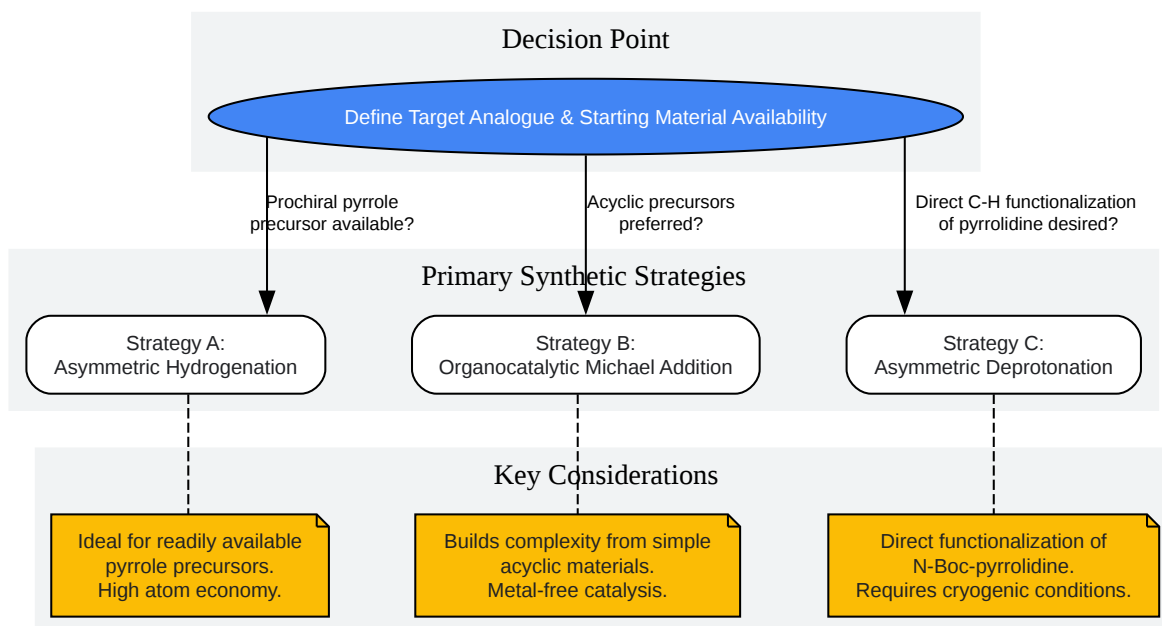 Decision Point
Define Target Analogue & Starting Material Availability
Prochiral pyrrole
precursor available?
Acyclic precursors
preferred?
Direct C-H functionalization
of pyrrolidine desired?
Primary Synthetic Strategies
Strategy A:
Asymmetric Hydrogenation
Strategy B:
Organocatalytic Michael Addition
Strategy C:
Asymmetric Deprotonation
Key Considerations
Ideal for readily available
pyrrole precursors.
High atom economy.
Builds complexity from simple
acyclic materials.
Metal-free catalysis.
Direct functionalization of
N-Boc-pyrrolidine.
Requires cryogenic conditions.